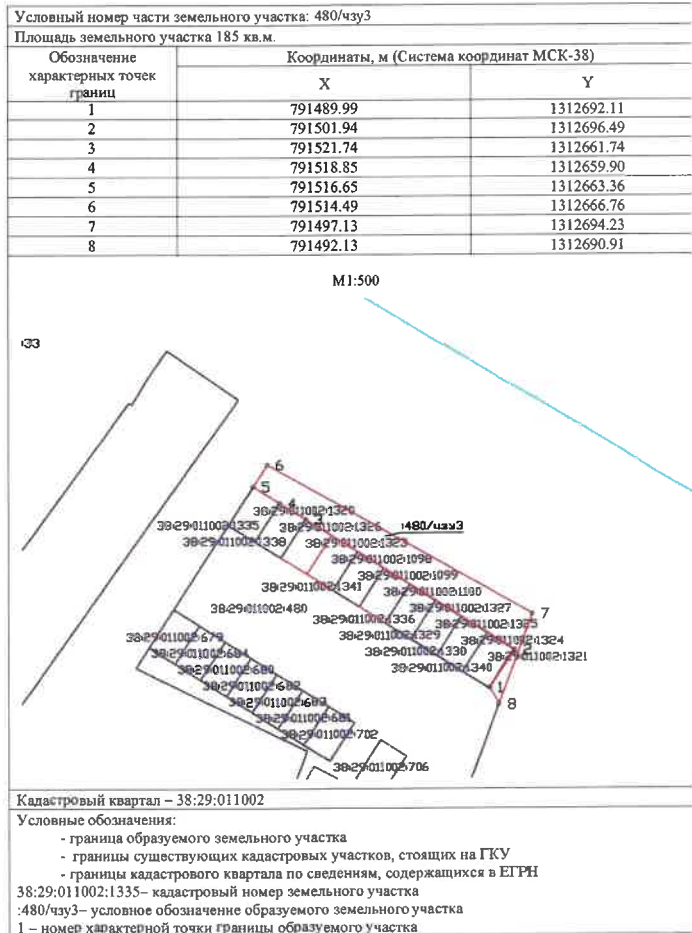 Условный номер части земельного участка: 480/чзу3
Площадь земельного участка 185 кв.м.
Обозначение характерных точек границ
Координаты, м (Система координат МСК-38)
X Y
1 791489.99 1312692.11
2 791501.94 1312696.49
3 791521.74 1312661.74
4 791518.85 1312659.90
5 791516.65 1312663.36
6 791514.49 1312666.76
7 791497.13 1312694.23
8 791492.13 1312690.91
М1:500
:33
6
5
4
38:29:011002:1320
3
:480/чзу3
38:29:011002:1335
38:29:011002:1326
38:29:011002:1338
38:29:011002:1323
38:29:011002:1098
38:29:011002:1099
38:29:011002:1341
38:29:011002:1100
38:29:011002:480
38:29:011002:1327
7
38:29:011002:1336
38:29:011002:1325
38:29:011002:679
38:29:011002:1329
38:29:011002:1324
38:29:011002:684
38:29:011002:1330
2
38:29:011002:1321
38:29:011002:680
38:29:011002:1340
38:29:011002:682
1
38:29:011002:683
8
38:29:011002:681
38:29:011002:702
38:29:011002:706
Кадастровый квартал – 38:29:011002
Условные обозначения:
- граница образуемого земельного участка
- границы существующих кадастровых участков, стоящих на ГКУ
- границы кадастрового квартала по сведениям, содержащихся в ЕГРН
38:29:011002:1335– кадастровый номер земельного участка
:480/чзу3– условное обозначение образуемого земельного участка
1 – номер характерной точки границы образуемого участка